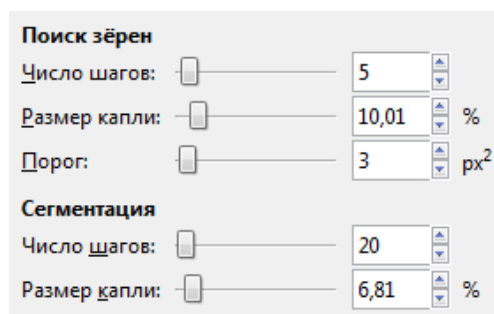 Поиск зёрен
Число шагов: 5
Размер капли: 10,01 %
Порог: 3 px²
Сегментация
Число шагов: 20
Размер капли: 6,81 %